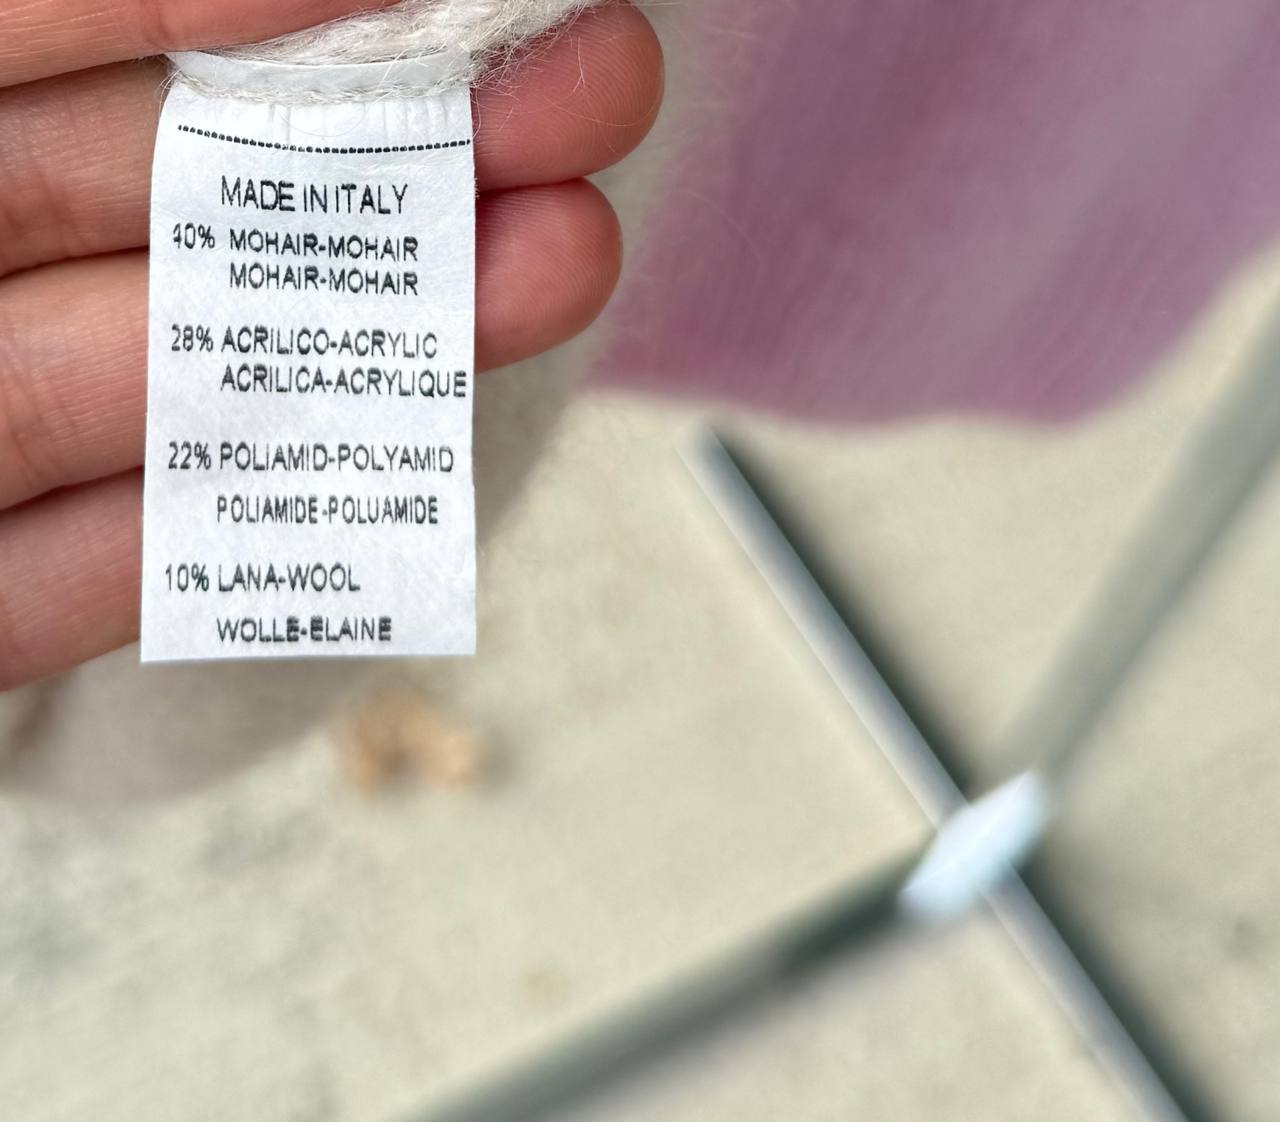 MADE IN ITALY
40% MOHAIR-MOHAIR
MOHAIR-MOHAIR
28% ACRILICO-ACRYLIC
ACRILICA-ACRYLIQUE
22% POLIAMID-POLYAMID
POLIAMIDE-POLUAMIDE
10% LANA-WOOL
WOLLE-ELAINE